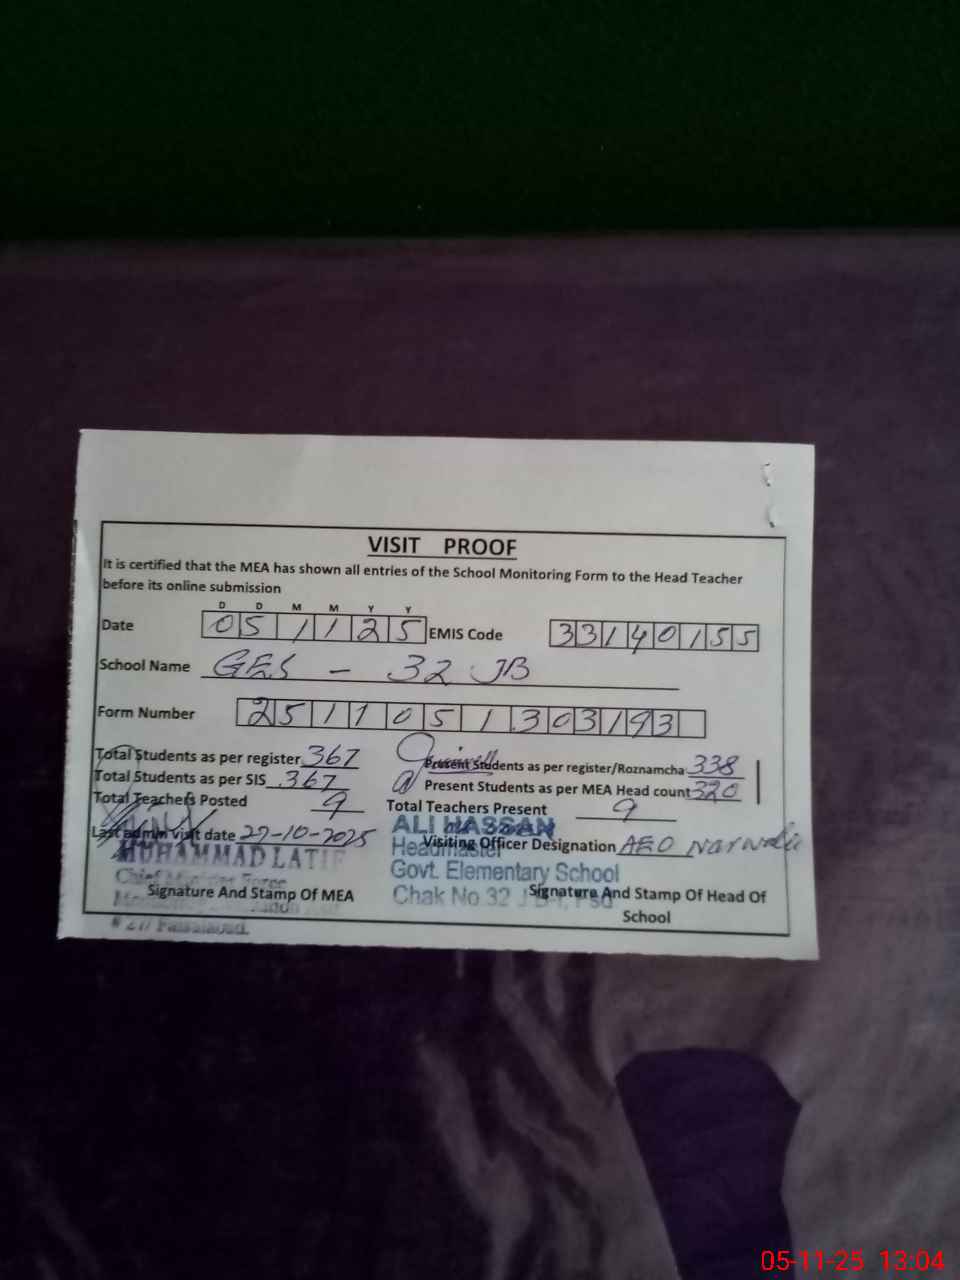 VISIT PROOF
It is certified that the MEA has shown all entries of the School Monitoring Form to the Head Teacher
before its online submission
D D M M Y Y
Date 05 11 25 EMIS Code 33140155
School Name GES - 32 JB
Form Number
Total Students as per register 367 Present Students as per register/Roznamcha 338
Total Students as per SIS 367 Present Students as per MEA Head count 320
Total Teachers Posted 9 Total Teachers Present 9
Last admin visit date 27-10-2025 Visiting Officer Designation AEO
MUHAMMAD LATIF
Signature And Stamp Of MEA
ALI HASSAN
Headmaster
Govt. Elementary School
Chak No 32 J-B-1, Fsd
Signature And Stamp Of Head Of
School
05-11-25 13:04